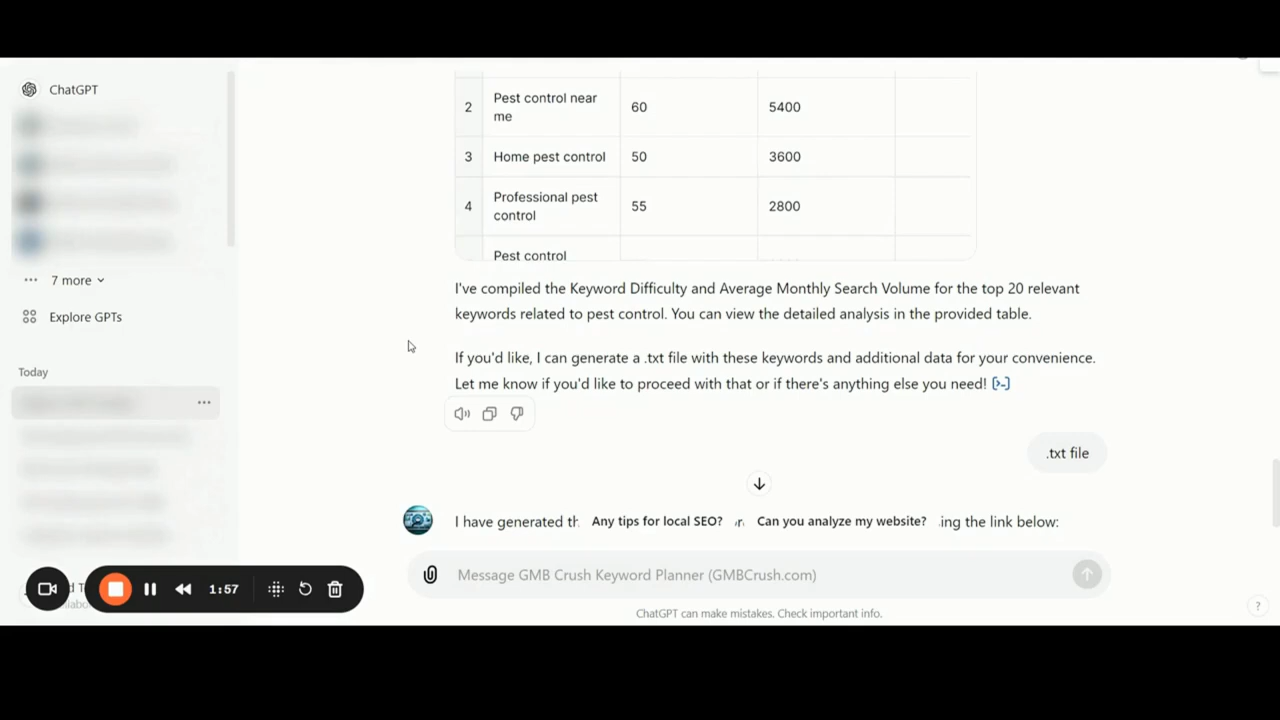 ChatGPT
7 more
Explore GPTs
Today
2 Pest control near me 60 5400
3 Home pest control 50 3600
4 Professional pest control 55 2800
Pest control
I've compiled the Keyword Difficulty and Average Monthly Search Volume for the top 20 relevant
keywords related to pest control. You can view the detailed analysis in the provided table.
If you'd like, I can generate a .txt file with these keywords and additional data for your convenience.
Let me know if you'd like to proceed with that or if there's anything else you need! [>-]
.txt file
I have generated Any tips for local SEO? Can you analyze my website? ing the link below:
Message GMB Crush Keyword Planner (GMBCrush.com)
1:57
ChatGPT can make mistakes. Check important info.
?